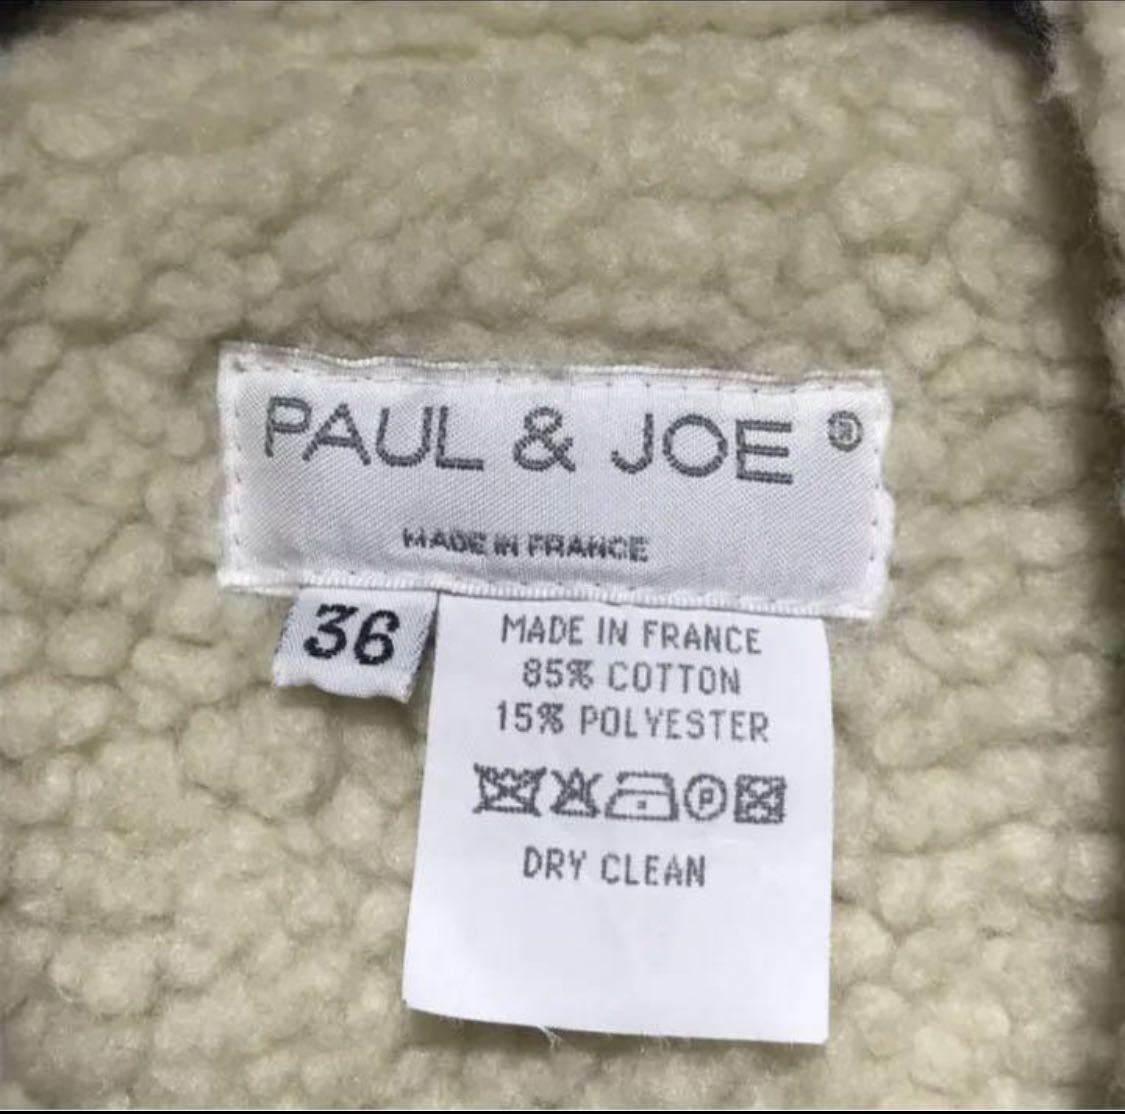 PAUL & JOE ®
MADE IN FRANCE
36
MADE IN FRANCE
85% COTTON
15% POLYESTER
P
DRY CLEAN